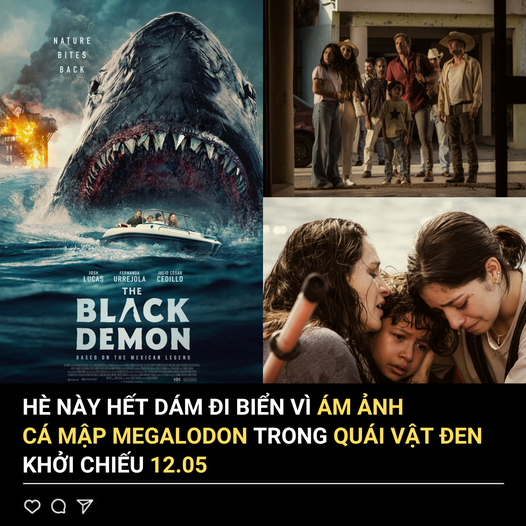 NATURE
BITES
BACK
JOSH FERNANDA JULIO CÉSAR
LUCAS URREJOLA CEDILLO
THE
BLACK
DEMON
BASED ON THE MEXICAN LEGEND
HÈ NÀY HẾT DÁM ĐI BIỂN VÌ ÁM ẢNH
CÁ MẬP MEGALODON TRONG QUÁI VẬT ĐEN
KHỞI CHIẾU 12.05